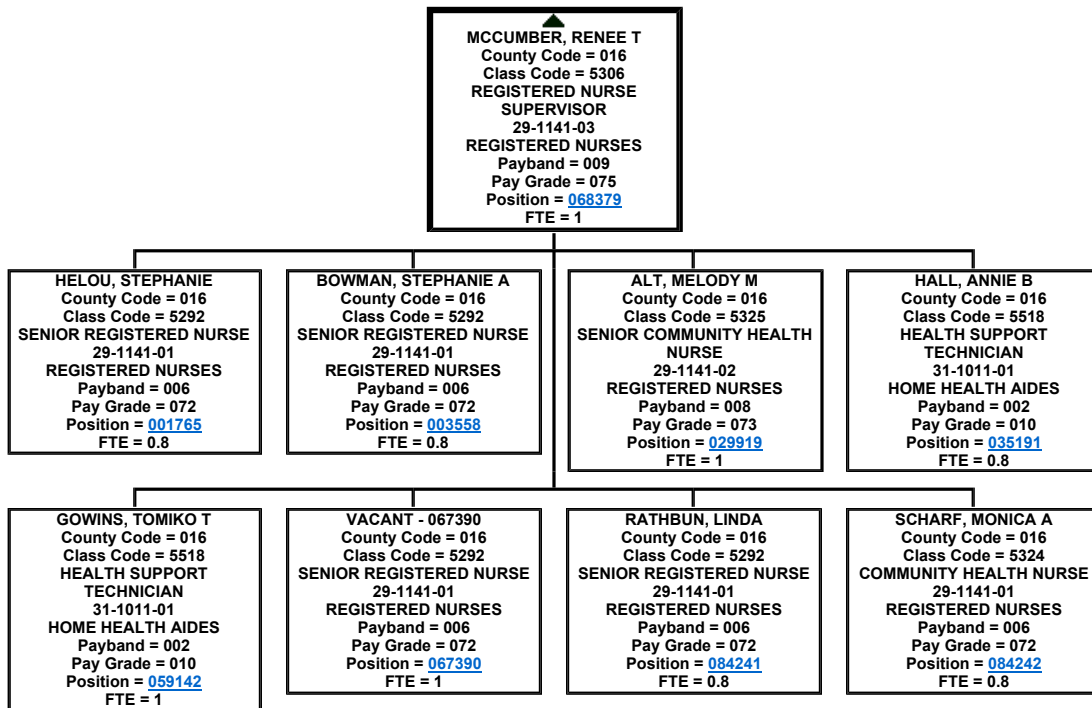 MCCUMBER, RENEE T
County Code = 016
Class Code = 5306
REGISTERED NURSE
SUPERVISOR
29-1141-03
REGISTERED NURSES
Payband = 009
Pay Grade = 075
Position = 068379
FTE = 1
HELOU, STEPHANIE
County Code = 016
Class Code = 5292
SENIOR REGISTERED NURSE
29-1141-01
REGISTERED NURSES
Payband = 006
Pay Grade = 072
Position = 001765
FTE = 0.8
BOWMAN, STEPHANIE A
County Code = 016
Class Code = 5292
SENIOR REGISTERED NURSE
29-1141-01
REGISTERED NURSES
Payband = 006
Pay Grade = 072
Position = 003558
FTE = 0.8
ALT, MELODY M
County Code = 016
Class Code = 5325
SENIOR COMMUNITY HEALTH
NURSE
29-1141-02
REGISTERED NURSES
Payband = 008
Pay Grade = 073
Position = 029919
FTE = 1
HALL, ANNIE B
County Code = 016
Class Code = 5518
HEALTH SUPPORT
TECHNICIAN
31-1011-01
HOME HEALTH AIDES
Payband = 002
Pay Grade = 010
Position = 035191
FTE = 0.8
GOWINS, TOMIKO T
County Code = 016
Class Code = 5518
HEALTH SUPPORT
TECHNICIAN
31-1011-01
HOME HEALTH AIDES
Payband = 002
Pay Grade = 010
Position = 059142
FTE = 1
VACANT - 067390
County Code = 016
Class Code = 5292
SENIOR REGISTERED NURSE
29-1141-01
REGISTERED NURSES
Payband = 006
Pay Grade = 072
Position = 067390
FTE = 1
RATHBUN, LINDA
County Code = 016
Class Code = 5292
SENIOR REGISTERED NURSE
29-1141-01
REGISTERED NURSES
Payband = 006
Pay Grade = 072
Position = 084241
FTE = 0.8
SCHARF, MONICA A
County Code = 016
Class Code = 5324
COMMUNITY HEALTH NURSE
29-1141-01
REGISTERED NURSES
Payband = 006
Pay Grade = 072
Position = 084242
FTE = 0.8